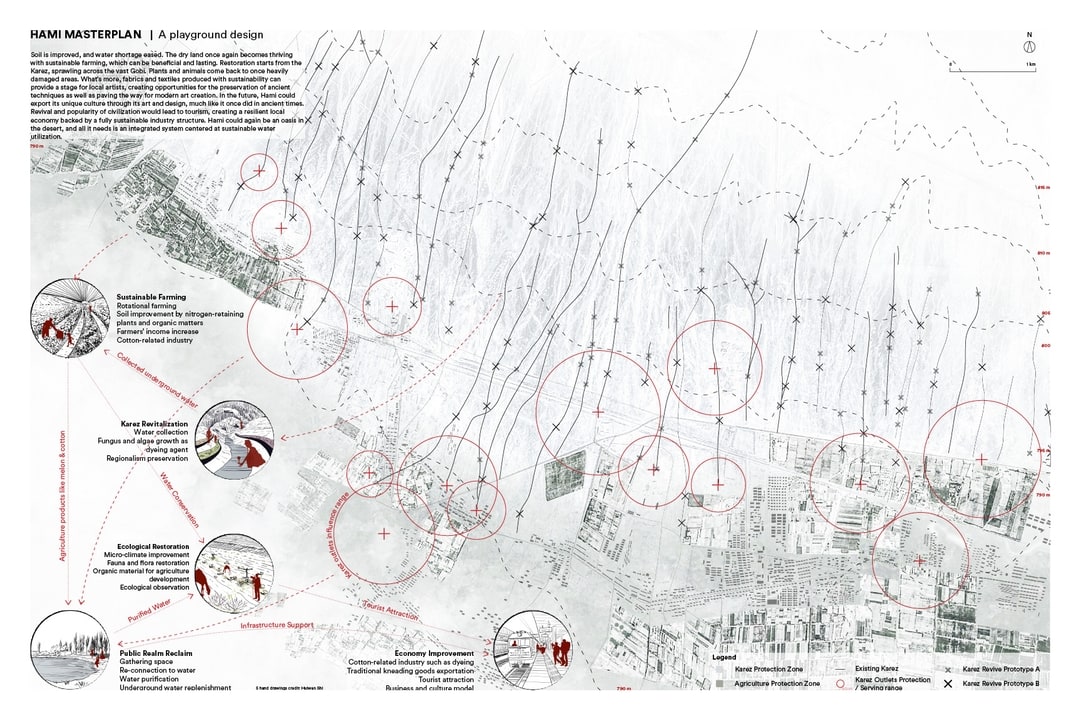 HAMI MASTERPLAN | A playground design
Soil is improved, and water shortage eased. The dry land once again becomes thriving
with sustainable farming, which can be beneficial and lasting. Restoration starts from the
Karez, sprawling across the vast Gobi. Plants and animals come back to once heavily
damaged areas. What's more, fabrics and textiles produced with sustainability can
provide a stage for local artists, creating opportunities for the preservation of ancient
techniques as well as paving the way for modern art creation. In the future, Hami could
export its unique culture through its art and design, much like it once did in ancient times.
Revival and popularity of civilization would lead to tourism, creating a resilient local
economy backed by a fully sustainable industry structure. Hami could again be an oasis in
the desert, and all it needs is an integrated system centered at sustainable water
utilization.
N
0 1 km
790 m
810 m
800
790 m
Sustainable Farming
Rotational farming
Soil improvement by nitrogen-retaining
plants and organic matters
Farmers' income increase
Cotton-related industry
Collected underground water
Karez Revitalization
Water collection
Fungus and algae growth as
dyeing agent
Regionalism preservation
Agriculture products like melon & cotton
Water Conservation
Karez outlets influence range
Ecological Restoration
Micro-climate improvement
Fauna and flora restoration
Organic material for agriculture
development
Ecological observation
Purified Water
Tourist Attraction
Infrastructure Support
Public Realm Reclaim
Gathering space
Re-connection to water
Water purification
Underground water replenishment
Economy Improvement
Cotton-related industry such as dyeing
Traditional kneading goods exportation
Tourist attraction
Business and culture model
790 m
Legend
Karez Protection Zone
Existing Karez
Karez Revive Prototype A
Agriculture Protection Zone
Karez Outlets Protection
/ Serving range
Karez Revive Prototype B